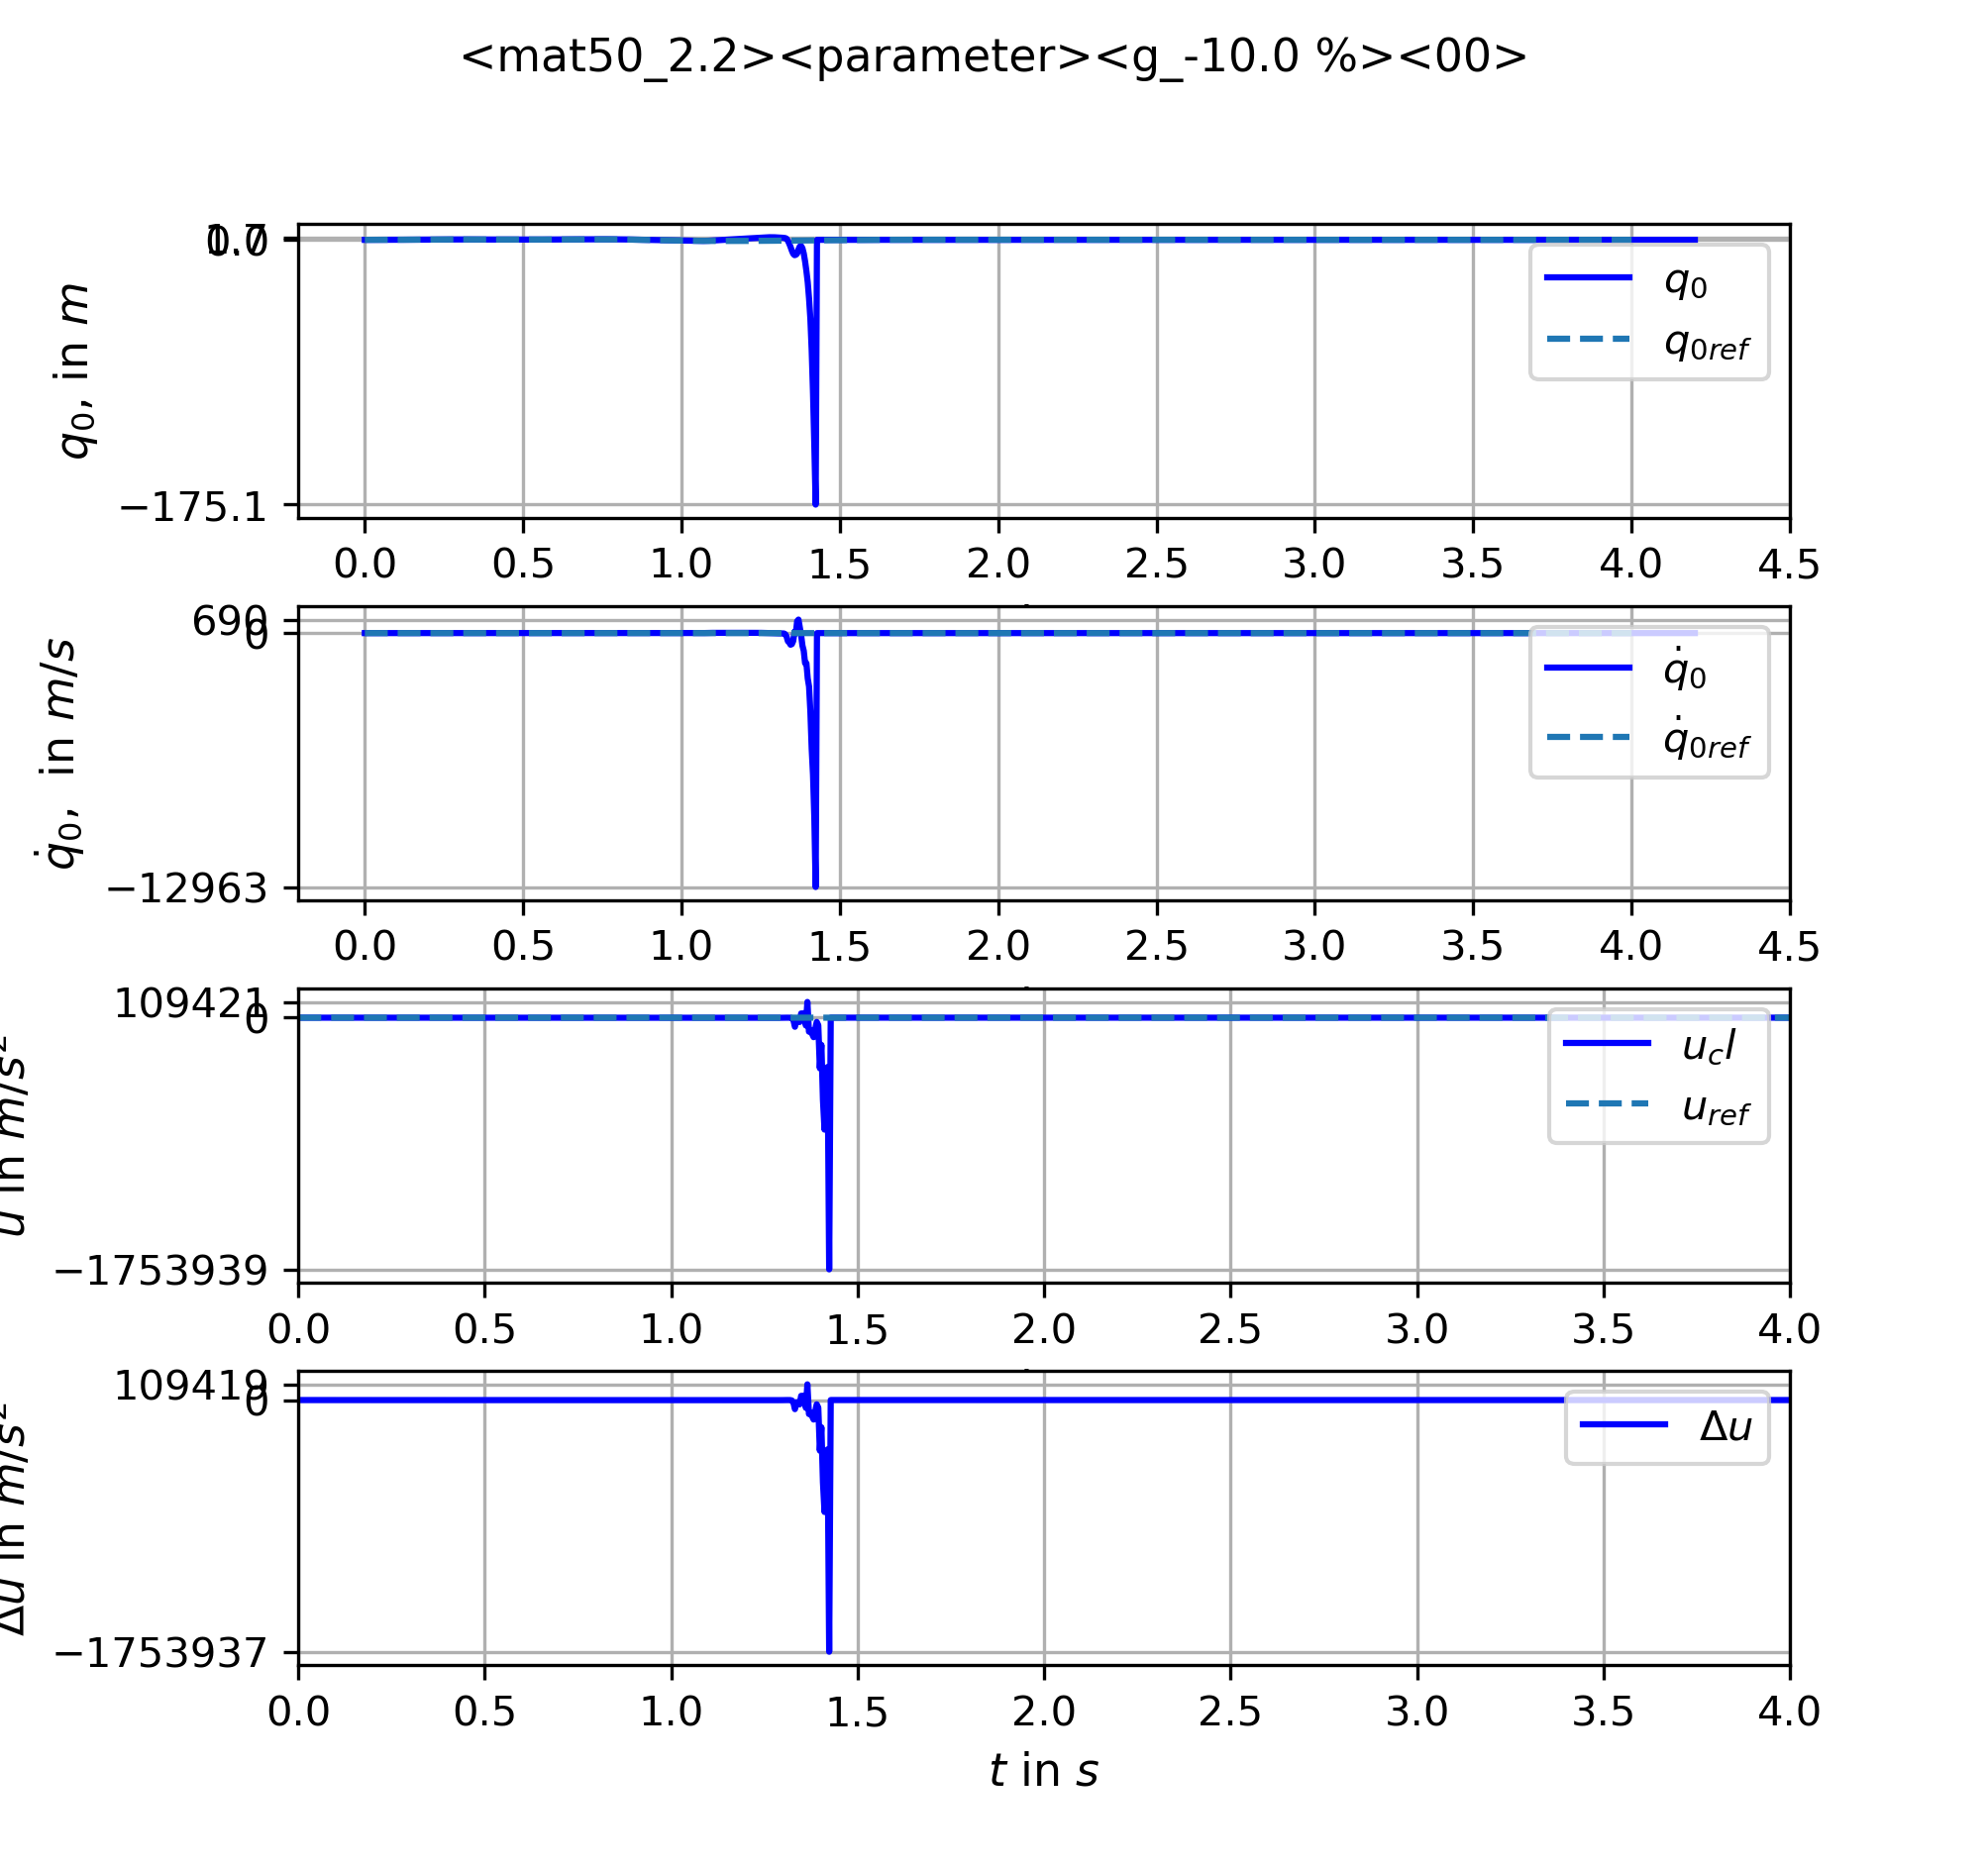 <mat50_2.2><parameter><g_-10.0 %><00>
1.7
0.0
−175.1
q₀, in m
q₀
q₀ref
0.0 0.5 1.0 1.5 2.0 2.5 3.0 3.5 4.0 4.5
690
0
−12963
q̇₀, in m/s
q̇₀
q̇₀ref
0.0 0.5 1.0 1.5 2.0 2.5 3.0 3.5 4.0 4.5
109421
0
−1753939
u in m/s²
u_cl
u_ref
0.0 0.5 1.0 1.5 2.0 2.5 3.0 3.5 4.0
109419
0
−1753937
Δu in m/s²
Δu
0.0 0.5 1.0 1.5 2.0 2.5 3.0 3.5 4.0
t in s